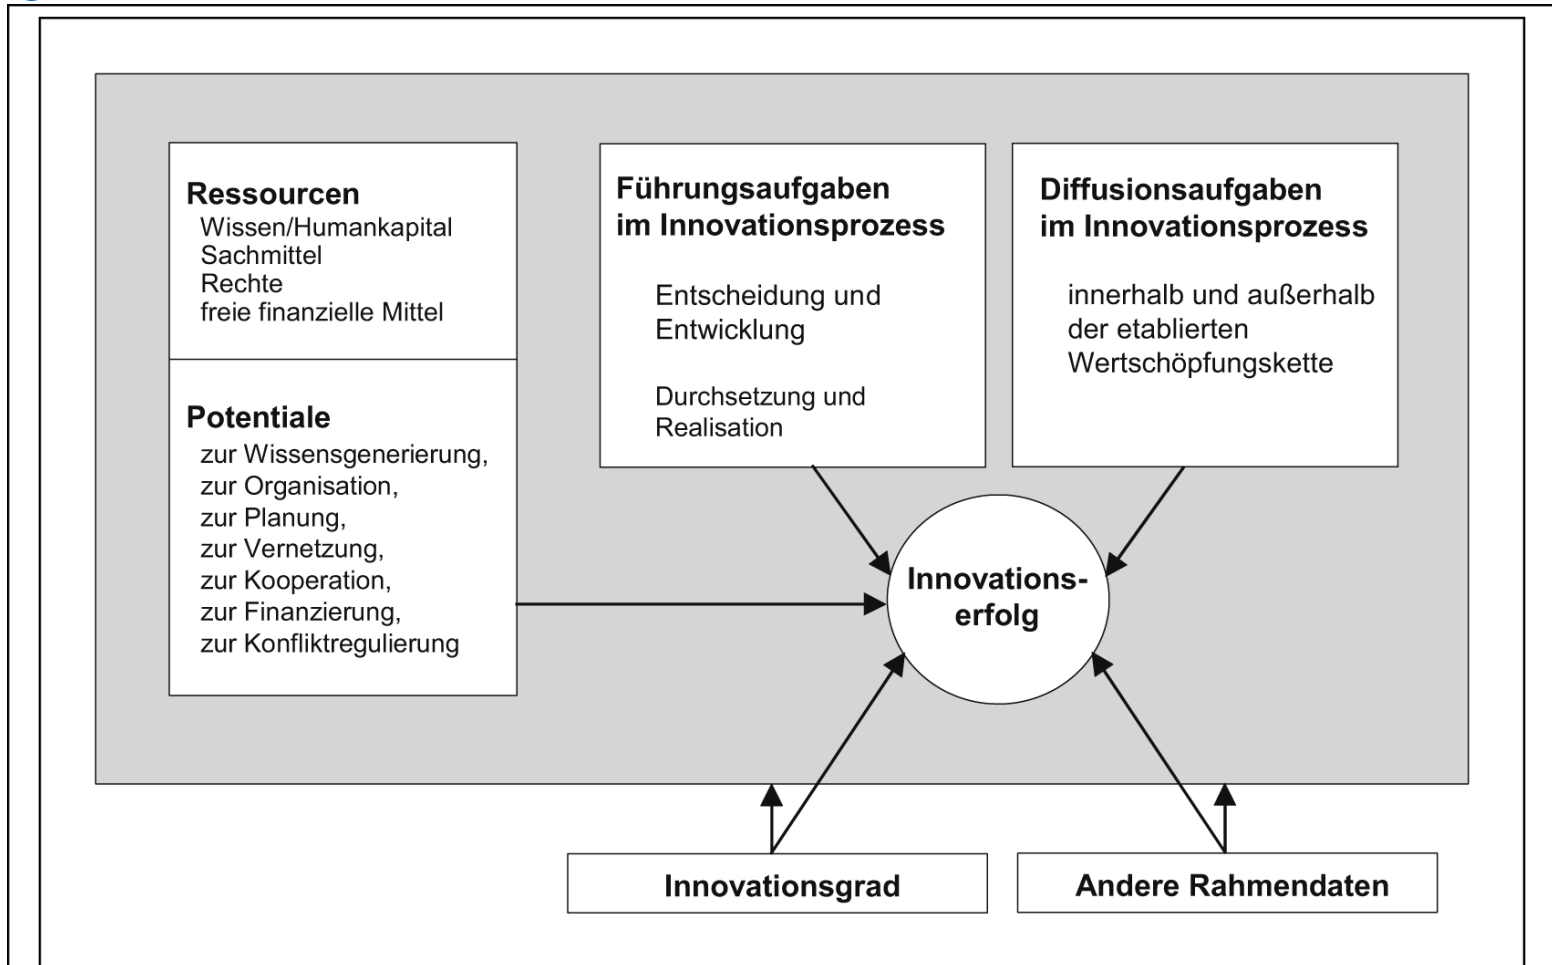 Ressourcen
Wissen/Humankapital
Sachmittel
Rechte
freie finanzielle Mittel
Potentiale
zur Wissensgenerierung,
zur Organisation,
zur Planung,
zur Vernetzung,
zur Kooperation,
zur Finanzierung,
zur Konfliktregulierung
Führungsaufgaben
im Innovationsprozess
Entscheidung und
Entwicklung
Durchsetzung und
Realisation
Diffusionsaufgaben
im Innovationsprozess
innerhalb und außerhalb
der etablierten
Wertschöpfungskette
Innovations-
erfolg
Innovationsgrad
Andere Rahmendaten